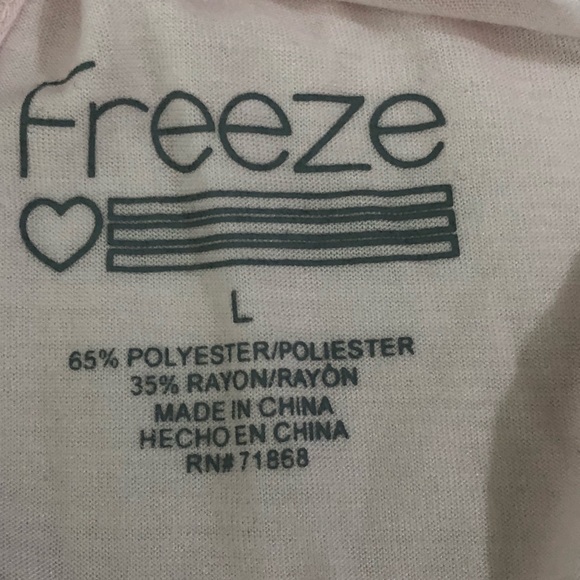 freeze
L
65% POLYESTER/POLIESTER
35% RAYON/RAYÓN
MADE IN CHINA
HECHO EN CHINA
RN# 71868